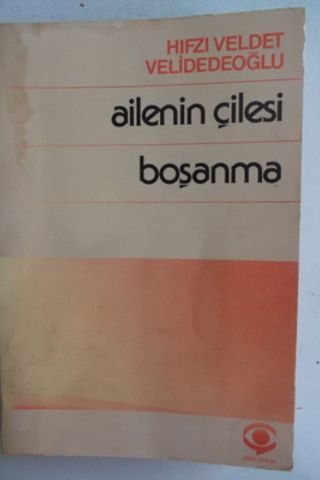 HIFZI VELDET
VELİDEDEOĞLU
ailenin çilesi
boşanma